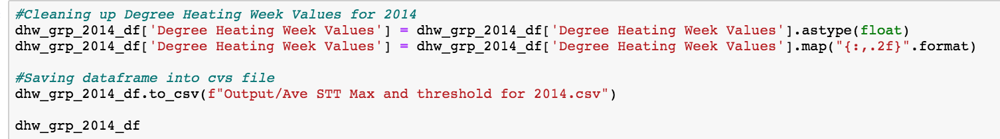 #Cleaning up Degree Heating Week Values for 2014
dhw_grp_2014_df['Degree Heating Week Values'] = dhw_grp_2014_df['Degree Heating Week Values'].astype(float)
dhw_grp_2014_df['Degree Heating Week Values'] = dhw_grp_2014_df['Degree Heating Week Values'].map("{:,.2f}".format)
#Saving dataframe into cvs file
dhw_grp_2014_df.to_csv(f"Output/Ave STT Max and threshold for 2014.csv")
dhw_grp_2014_df